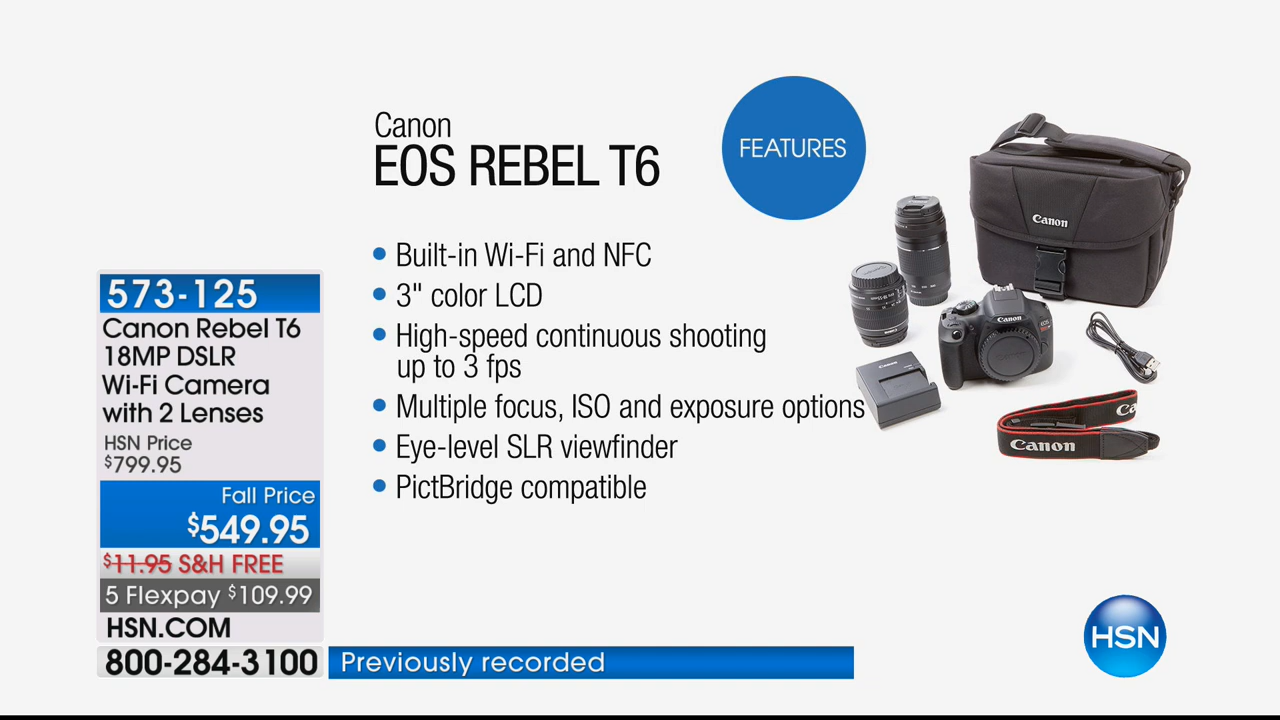 Canon
EOS REBEL T6
FEATURES
• Built-in Wi-Fi and NFC
• 3" color LCD
• High-speed continuous shooting
up to 3 fps
• Multiple focus, ISO and exposure options
• Eye-level SLR viewfinder
• PictBridge compatible
573-125
Canon Rebel T6
18MP DSLR
Wi-Fi Camera
with 2 Lenses
HSN Price
$799.95
Fall Price
$549.95
$11.95 S&H FREE
5 Flexpay $109.99
HSN.COM
800-284-3100
Previously recorded
Canon
Canon
Canon
Canon
HSN